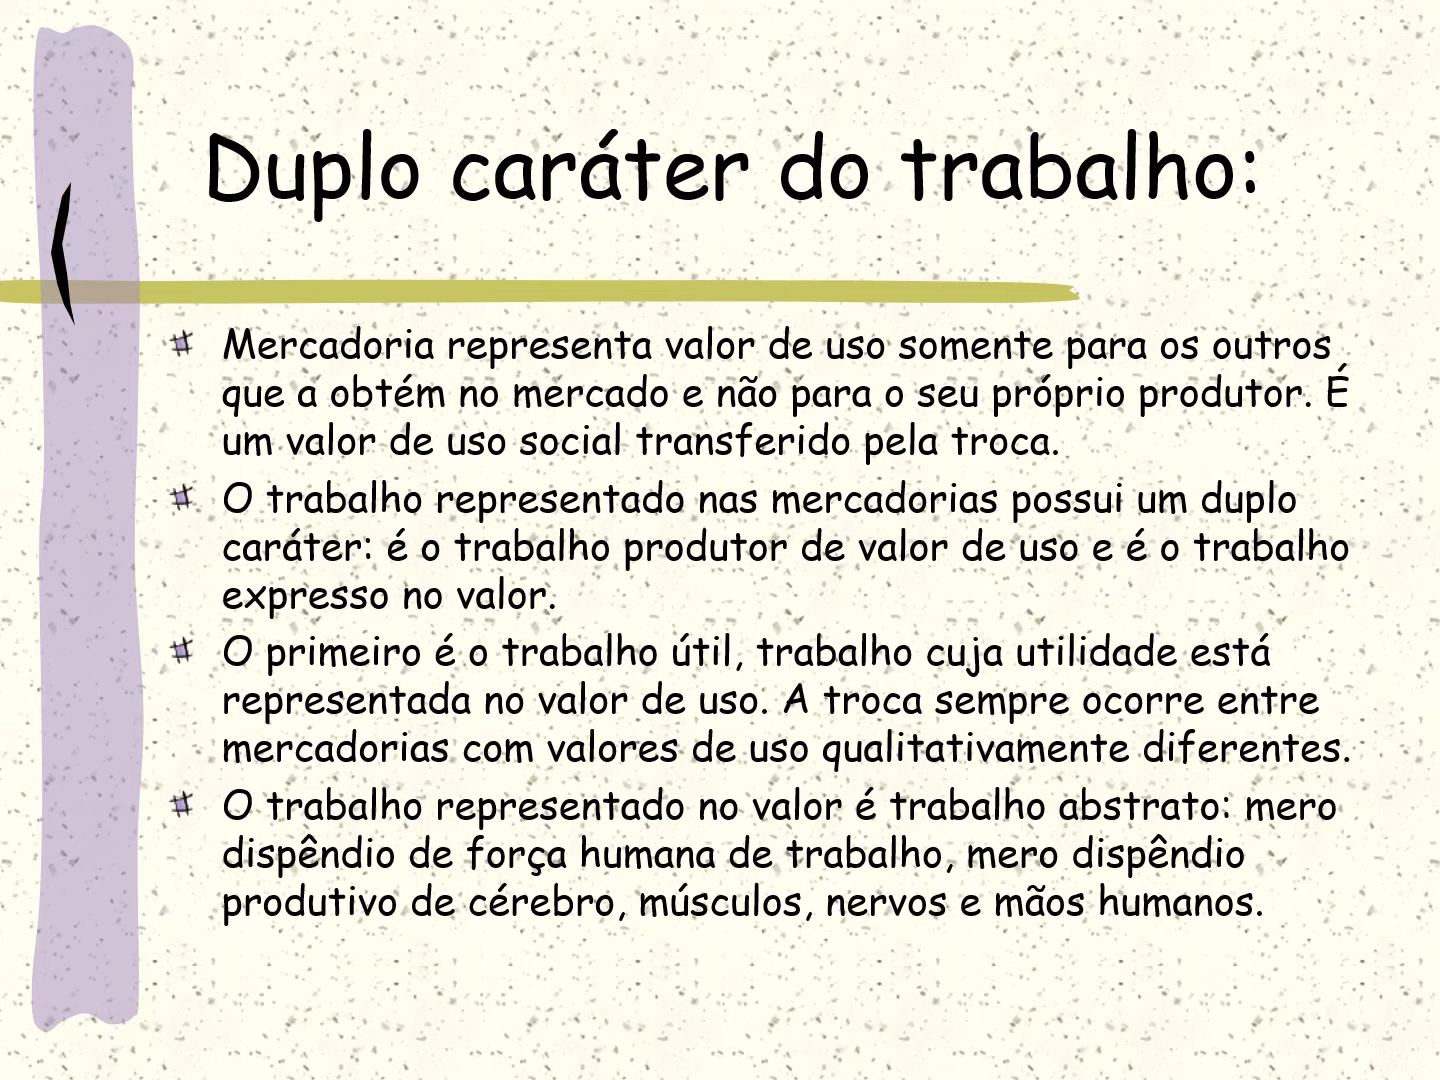 Duplo caráter do trabalho:
Mercadoria representa valor de uso somente para os outros
que a obtém no mercado e não para o seu próprio produtor. É
um valor de uso social transferido pela troca.
O trabalho representado nas mercadorias possui um duplo
caráter: é o trabalho produtor de valor de uso e é o trabalho
expresso no valor.
O primeiro é o trabalho útil, trabalho cuja utilidade está
representada no valor de uso. A troca sempre ocorre entre
mercadorias com valores de uso qualitativamente diferentes.
O trabalho representado no valor é trabalho abstrato: mero
dispêndio de força humana de trabalho, mero dispêndio
produtivo de cérebro, músculos, nervos e mãos humanos.